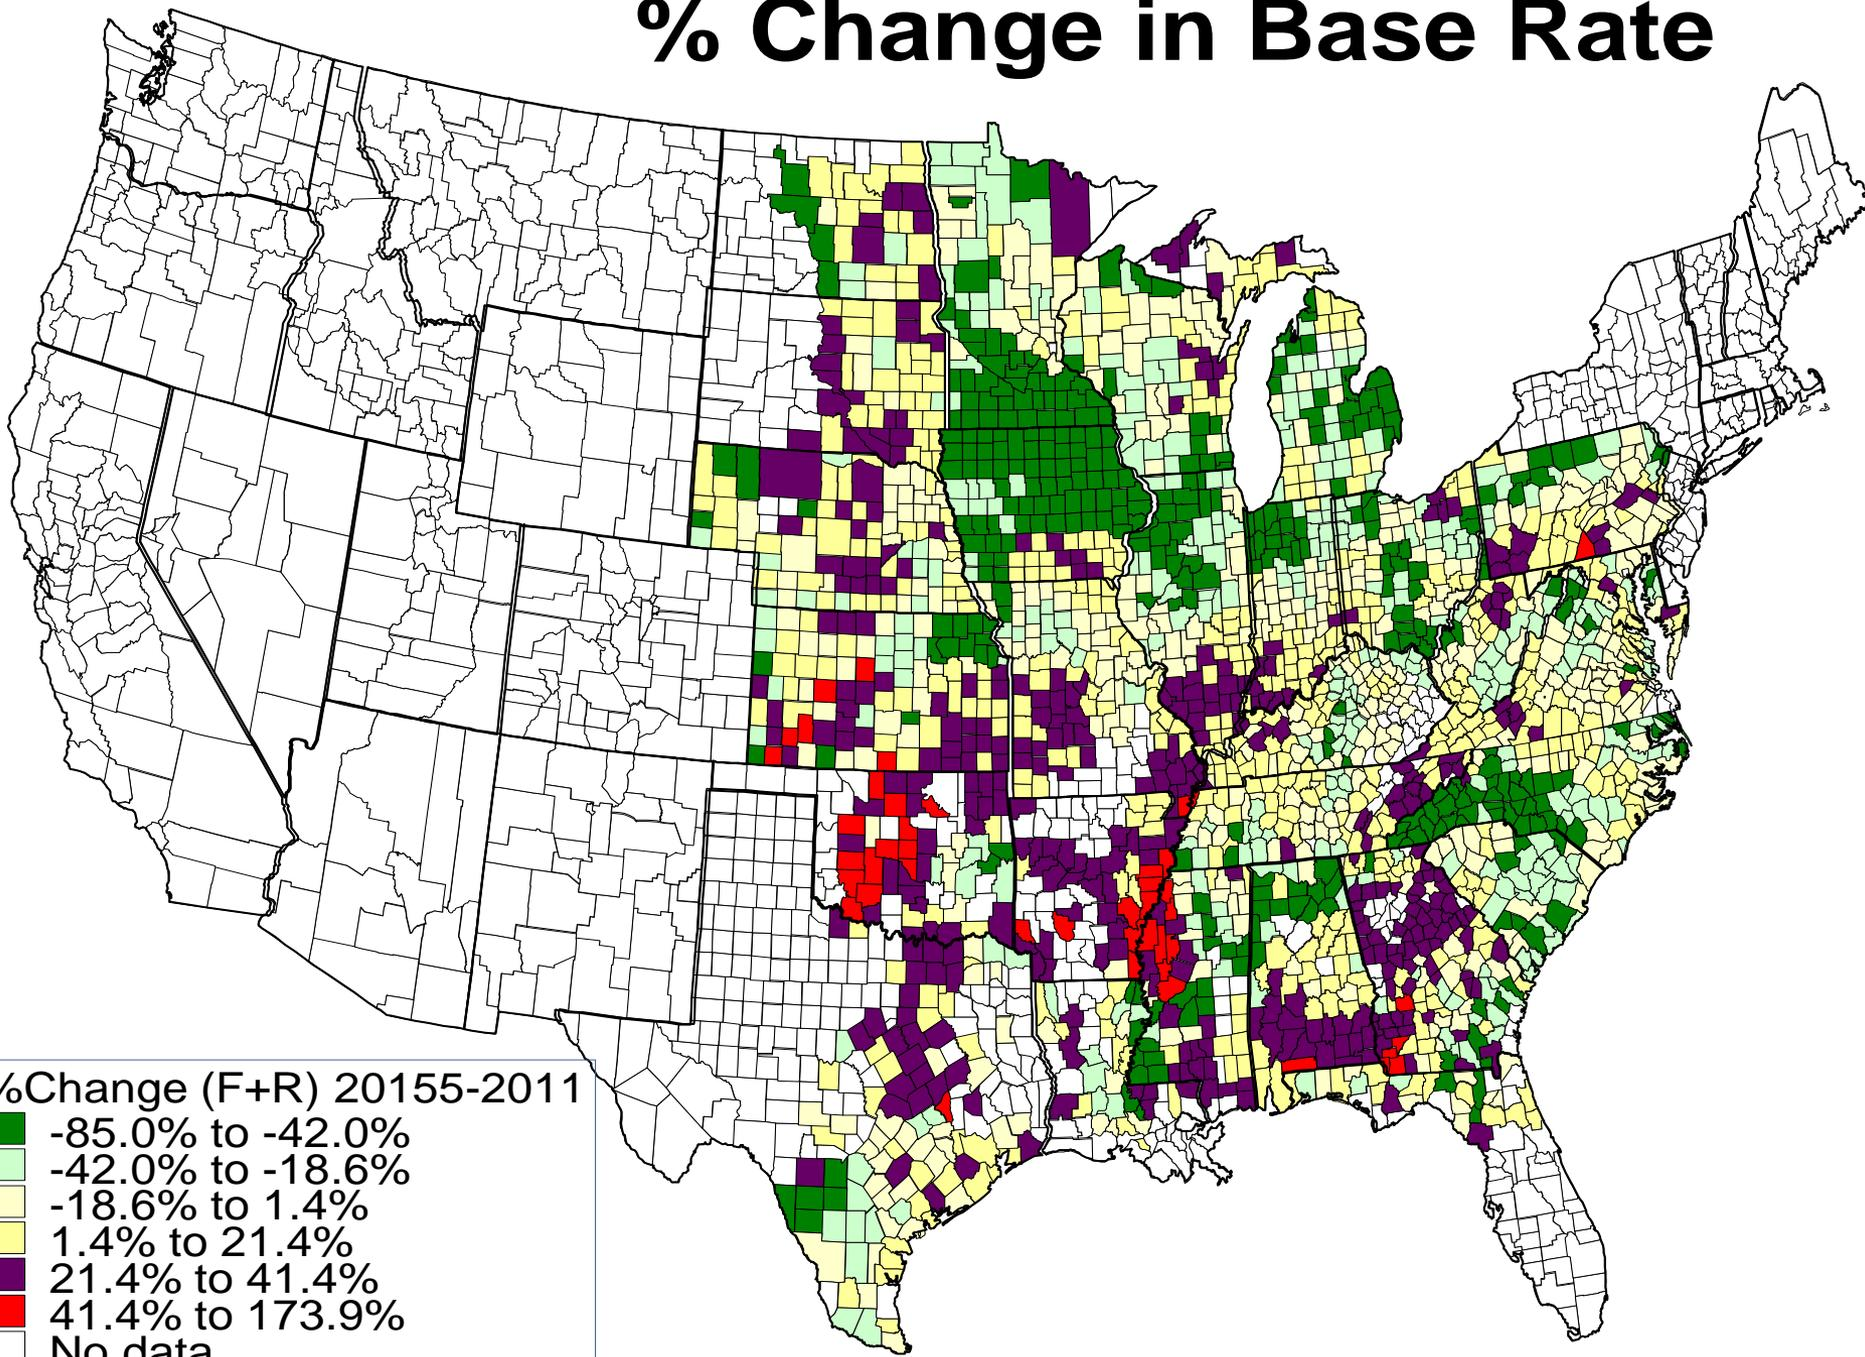 % Change in Base Rate
%Change (F+R) 20155-2011
-85.0% to -42.0%
-42.0% to -18.6%
-18.6% to 1.4%
1.4% to 21.4%
21.4% to 41.4%
41.4% to 173.9%
No data